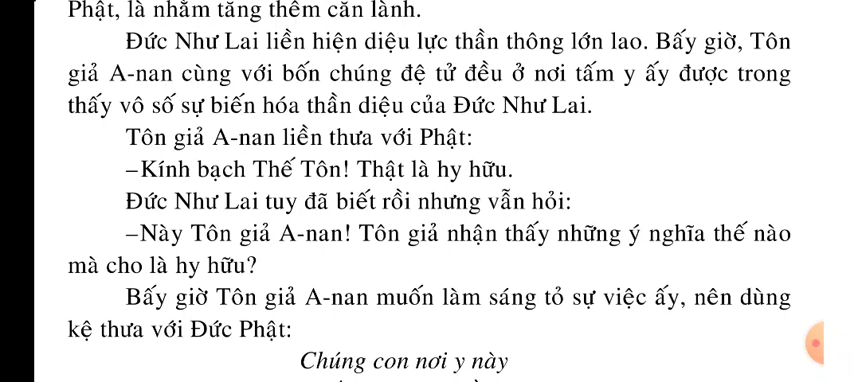 Phật, là nhằm tăng thêm căn lành.
Đức Như Lai liền hiện diệu lực thần thông lớn lao. Bấy giờ, Tôn
giả A-nan cùng với bốn chúng đệ tử đều ở nơi tấm y ấy được trong
thấy vô số sự biến hóa thần diệu của Đức Như Lai.
Tôn giả A-nan liền thưa với Phật:
–Kính bạch Thế Tôn! Thật là hy hữu.
Đức Như Lai tuy đã biết rồi nhưng vẫn hỏi:
–Này Tôn giả A-nan! Tôn giả nhận thấy những ý nghĩa thế nào
mà cho là hy hữu?
Bấy giờ Tôn giả A-nan muốn làm sáng tỏ sự việc ấy, nên dùng
kệ thưa với Đức Phật:
Chúng con nơi y này